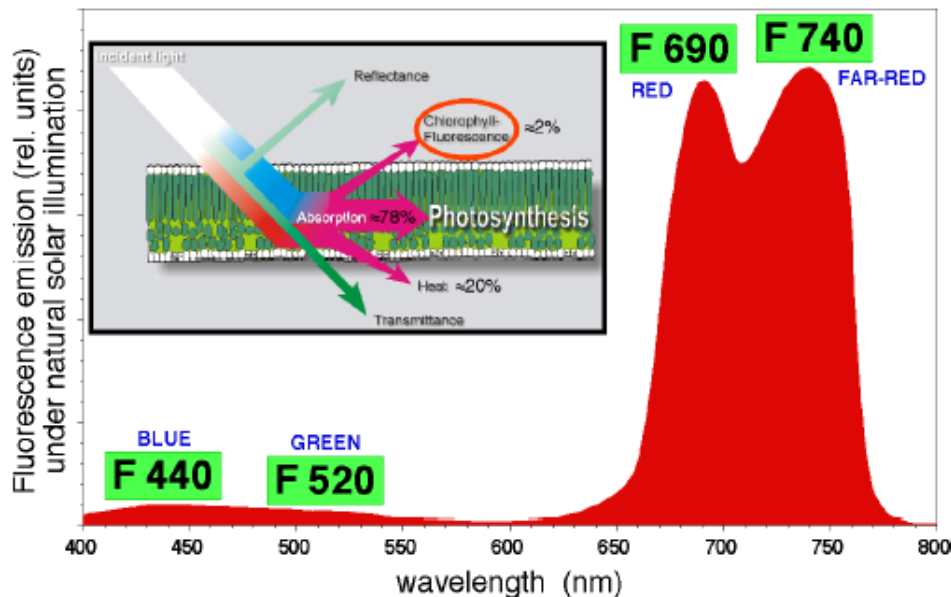 Fluorescence emission (rel. units)
under natural solar illumination
Incident light
Reflectance
Chlorophyll-
Fluorescence
≈2%
Absorption ≈78% Photosynthesis
Heat ≈20%
Transmittance
F 690
RED
F 740
FAR-RED
BLUE
F 440
GREEN
F 520
400 450 500 550 600 650 700 750 800
wavelength (nm)